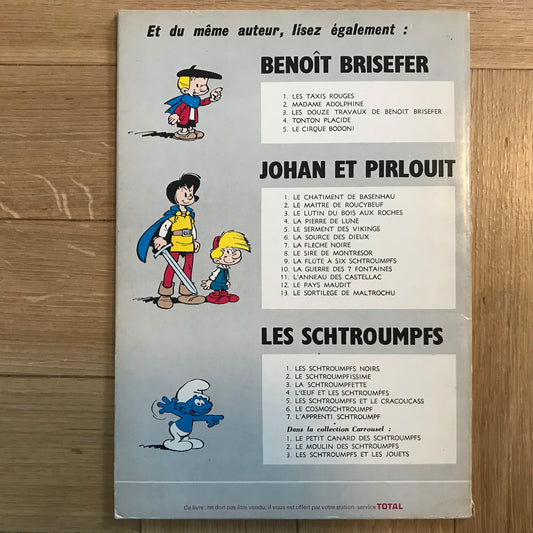 Et du même auteur, lisez également :
BENOÎT BRISEFER
1. LES TAXIS ROUGES
2. MADAME ADOLPHINE
3. LES DOUZE TRAVAUX DE BENOIT BRISEFER
4. TONTON PLACIDE
5. LE CIRQUE BODONI
JOHAN ET PIRLOUIT
1. LE CHATIMENT DE BASENHAU
2. LE MAITRE DE ROUCYBEUF
3. LE LUTIN DU BOIS AUX ROCHES
4. LA PIERRE DE LUNE
5. LE SERMENT DES VIKINGS
6. LA SOURCE DES DIEUX
7. LA FLECHE NOIRE
8. LE SIRE DE MONTRESOR
9. LA FLUTE A SIX SCHTROUMPFS
10. LA GUERRE DES 7 FONTAINES
11. L'ANNEAU DES CASTELLAC
12. LE PAYS MAUDIT
13. LE SORTILEGE DE MALTROCHU
LES SCHTROUMPFS
1. LES SCHTROUMPFS NOIRS
2. LE SCHTROUMPFISSIME
3. LA SCHTROUMPFETTE
4. L'ŒUF ET LES SCHTROUMPFS
5. LES SCHTROUMPFS ET LE CRACOUCASS
6. LE COSMOSCHTROUMPF
7. L'APPRENTI SCHTROUMPF
Dans la collection Carrousel :
1. LE PETIT CANARD DES SCHTROUMPFS
2. LE MOULIN DES SCHTROUMPFS
3. LES SCHTROUMPFS ET LES JOUETS
Ce livre ne doit pas être vendu, il vous est offert par votre station-service TOTAL